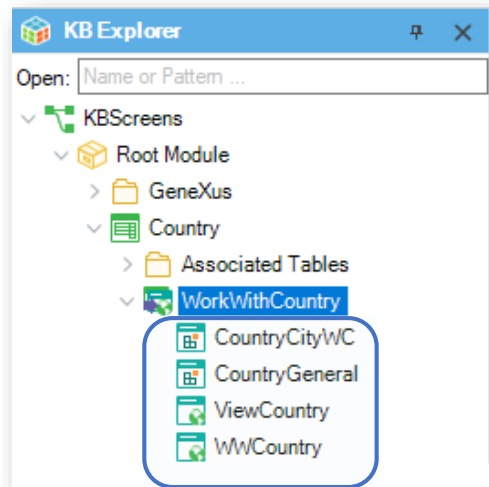 KB Explorer
Open: Name or Pattern ...
KBScreens
Root Module
GeneXus
Country
Associated Tables
WorkWithCountry
CountryCityWC
CountryGeneral
ViewCountry
WWCountry